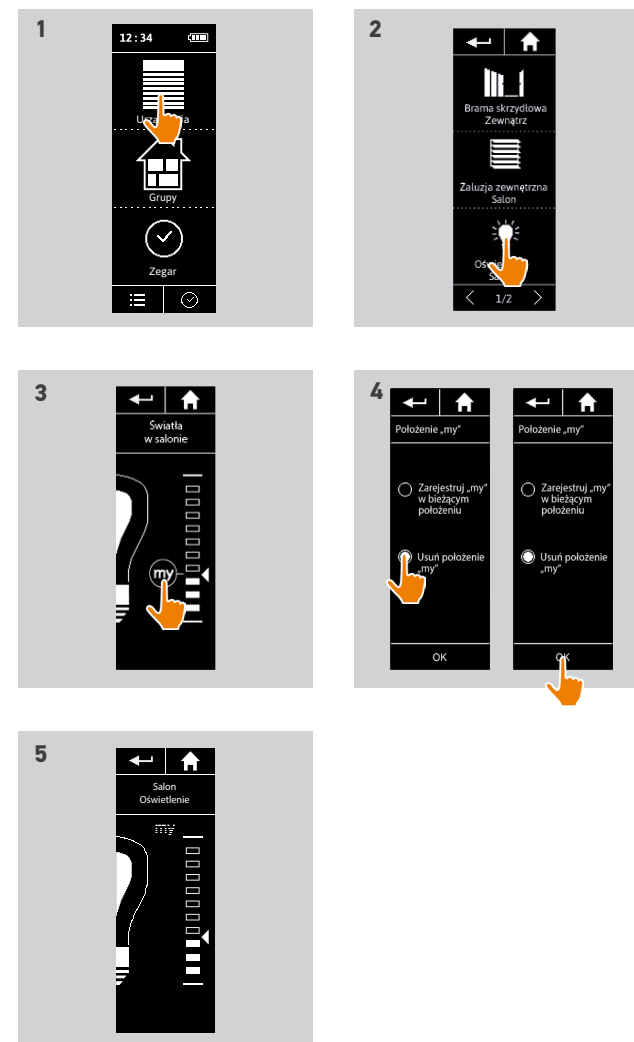 1
12:34
Grupy
Zegar
2
Brama skrzydłowa
Zewnątrz
Żaluzja zewnętrzna
Salon
1/2
3
Światła
w salonie
my
4
Położenie „my”
Zarejestruj „my”
w bieżącym
położeniu
Usuń położenie
„my”
OK
Położenie „my”
Zarejestruj „my”
w bieżącym
położeniu
Usuń położenie
„my”
OK
5
Salon
Oświetlenie
my